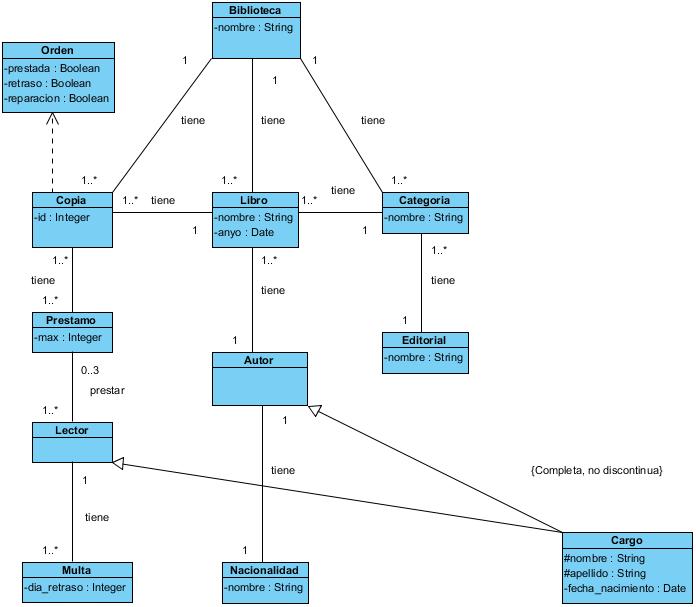 Biblioteca
-nombre : String
Orden
-prestada : Boolean
-retraso : Boolean
-reparacion : Boolean
1
1
1
tiene
tiene
tiene
1..*
1..*
1..*
Copia
-id : Integer
1..*
tiene
1
Libro
-nombre : String
-anyo : Date
1..*
tiene
1
Categoria
-nombre : String
1..*
tiene
1..*
1..*
tiene
1
1..*
tiene
1
Prestamo
-max : Integer
Editorial
-nombre : String
Autor
0..3
prestar
1..*
Lector
1
tiene
1..*
1
tiene
1
{Completa, no discontinua}
Multa
-dia_retraso : Integer
Nacionalidad
-nombre : String
Cargo
#nombre : String
#apellido : String
-fecha_nacimiento : Date